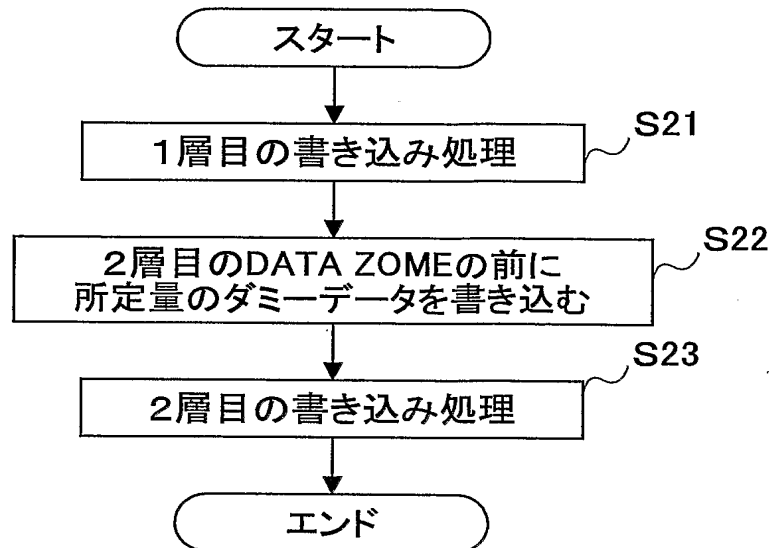 スタート
S21
1層目の書き込み処理
S22
2層目のDATA ZOMEの前に
所定量のダミーデータを書き込む
S23
2層目の書き込み処理
エンド